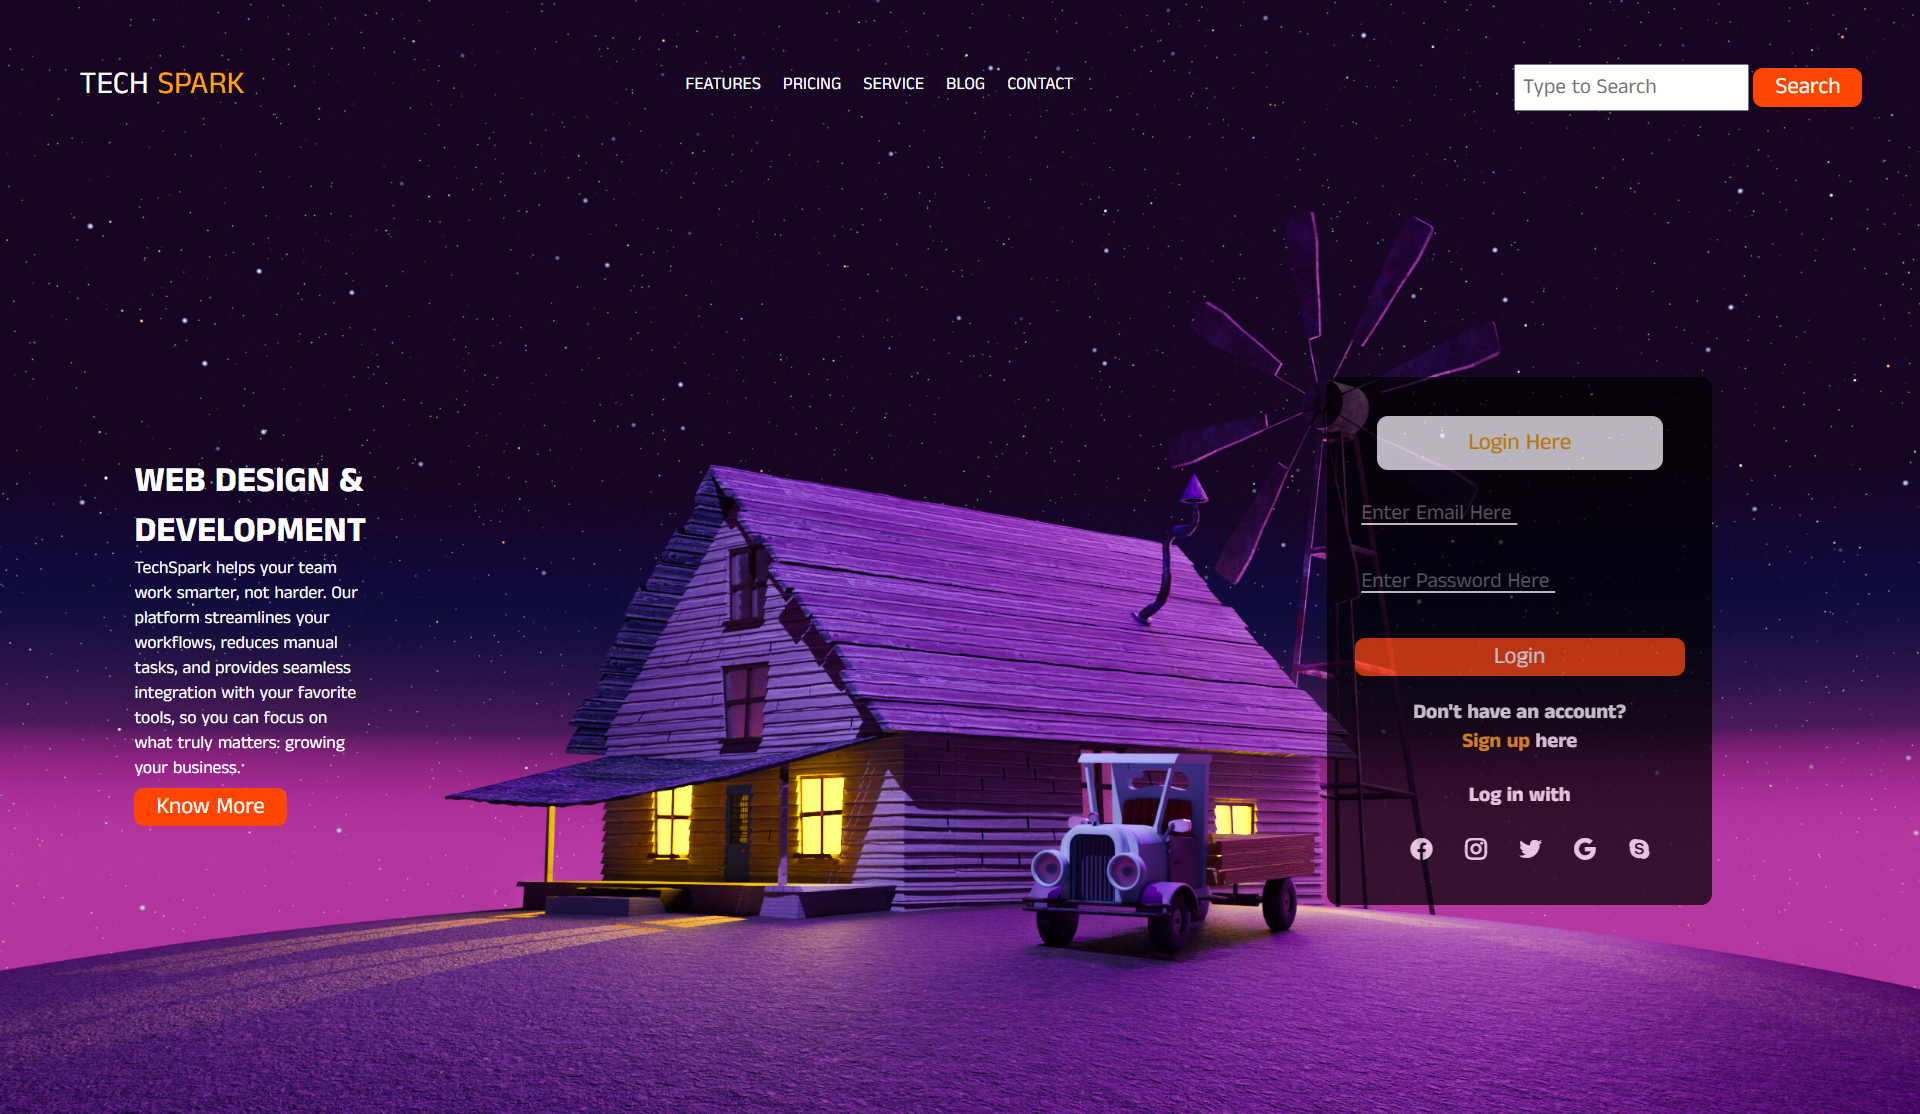 TECH SPARK
FEATURES PRICING SERVICE BLOG CONTACT
Type to Search Search
WEB DESIGN &
DEVELOPMENT
TechSpark helps your team
work smarter, not harder. Our
platform streamlines your
workflows, reduces manual
tasks, and provides seamless
integration with your favorite
tools, so you can focus on
what truly matters: growing
your business.
Know More
Login Here
Enter Email Here
Enter Password Here
Login
Don't have an account?
Sign up here
Log in with